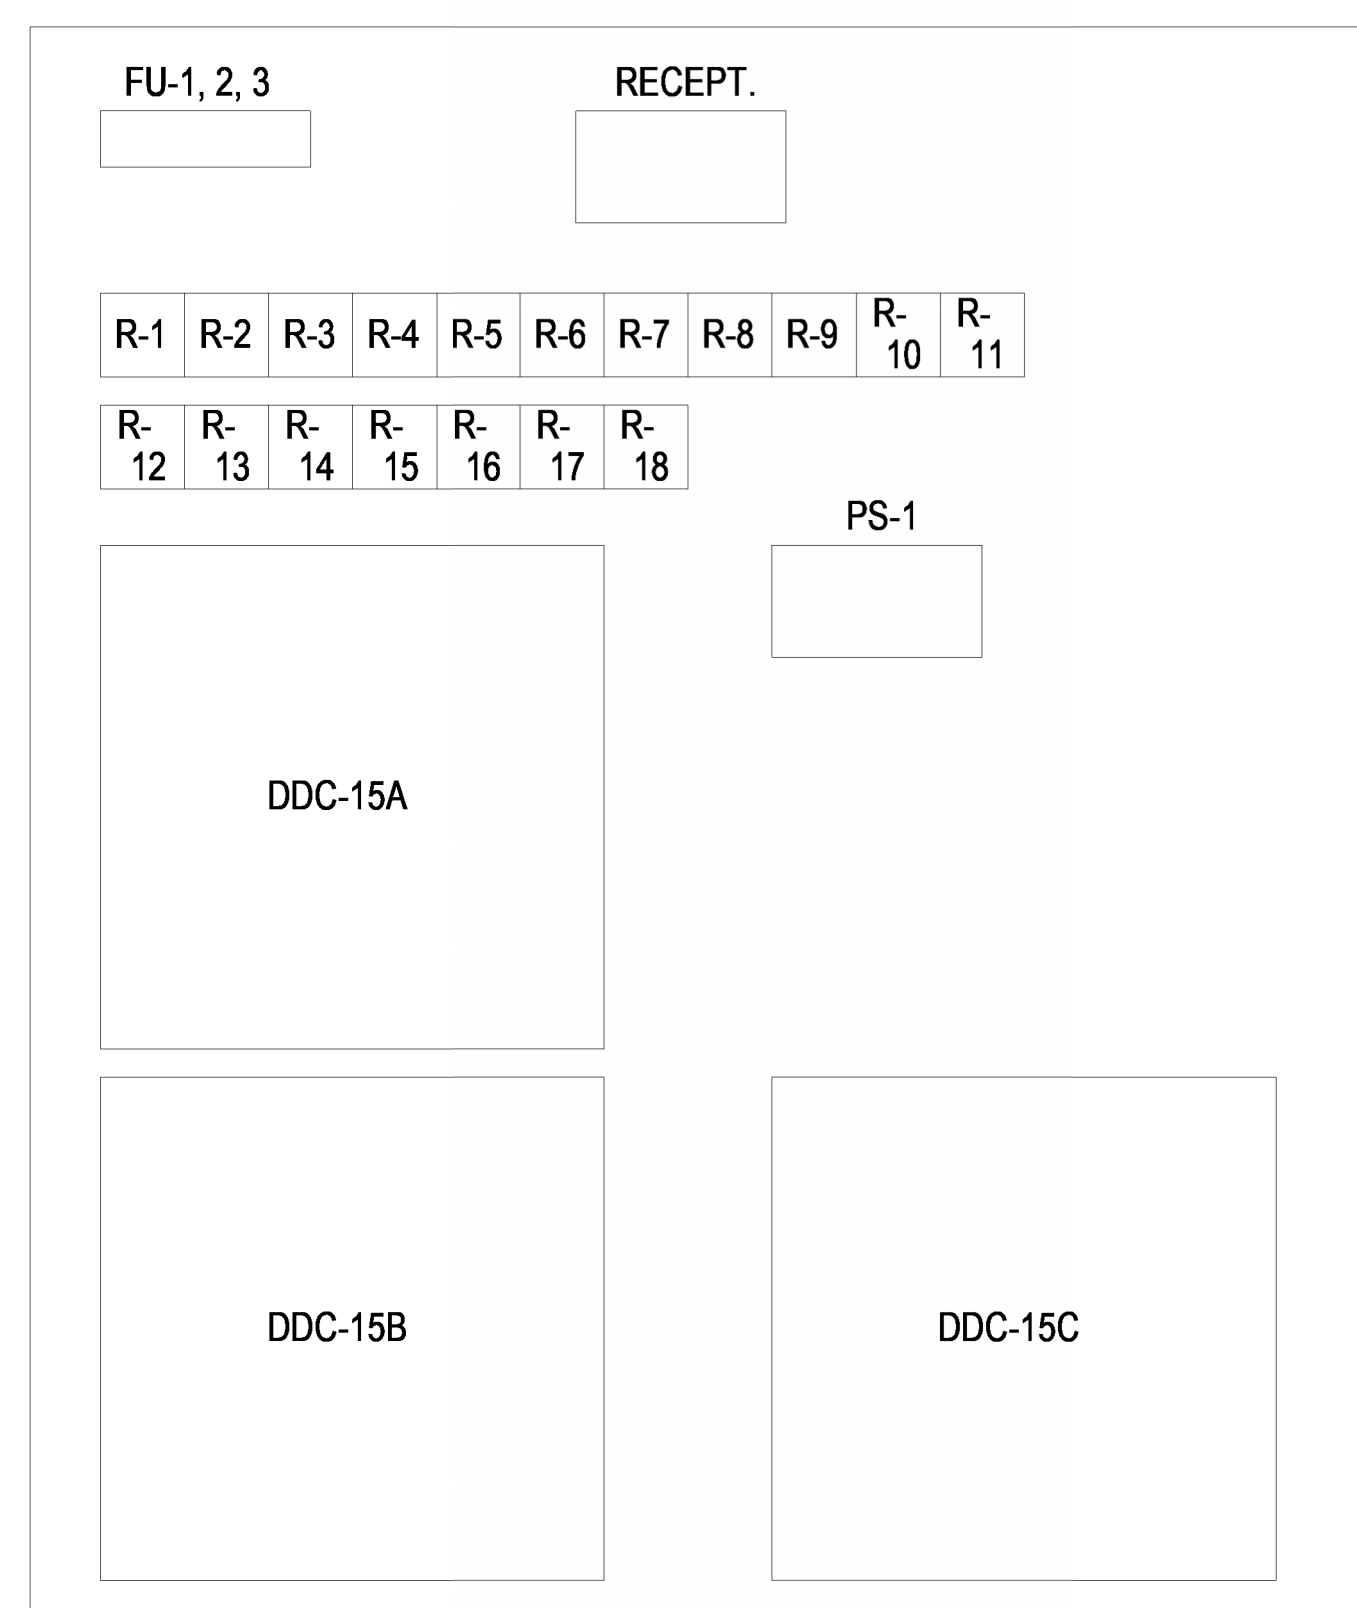 FU-1, 2, 3
RECEPT.
R-1 R-2 R-3 R-4 R-5 R-6 R-7 R-8 R-9 R-10 R-11
R-12 R-13 R-14 R-15 R-16 R-17 R-18
PS-1
DDC-15A
DDC-15B
DDC-15C